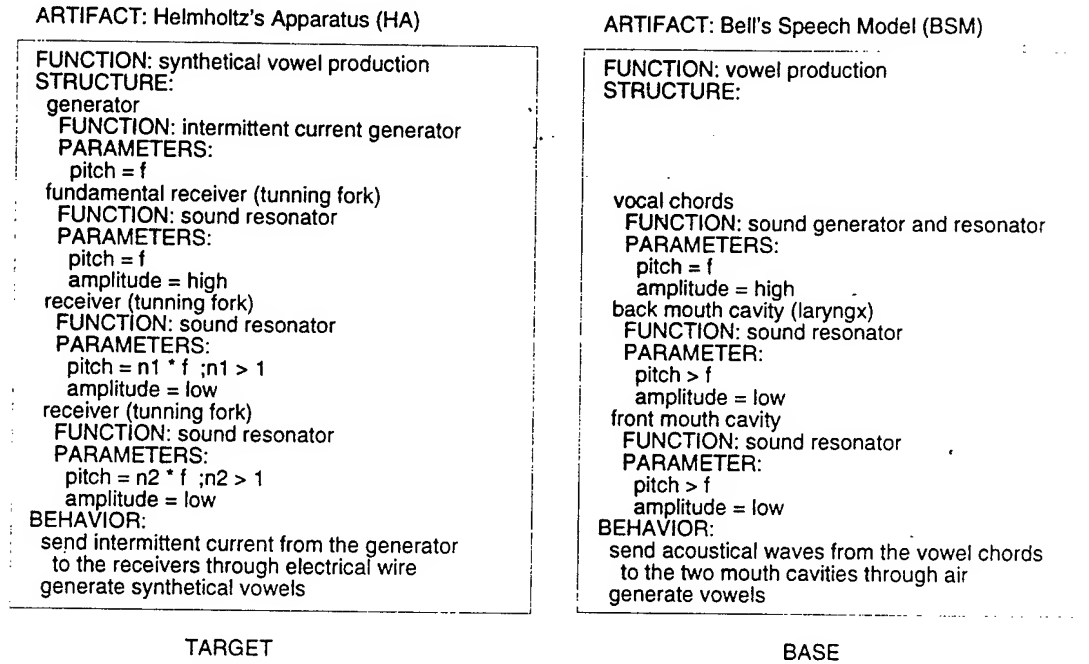 ARTIFACT: Helmholtz's Apparatus (HA)
FUNCTION: synthetical vowel production
STRUCTURE:
generator
FUNCTION: intermittent current generator
PARAMETERS:
pitch = f
fundamental receiver (tunning fork)
FUNCTION: sound resonator
PARAMETERS:
pitch = f
amplitude = high
receiver (tunning fork)
FUNCTION: sound resonator
PARAMETERS:
pitch = n1 * f ;n1 > 1
amplitude = low
receiver (tunning fork)
FUNCTION: sound resonator
PARAMETERS:
pitch = n2 * f ;n2 > 1
amplitude = low
BEHAVIOR:
send intermittent current from the generator
to the receivers through electrical wire
generate synthetical vowels
TARGET
ARTIFACT: Bell's Speech Model (BSM)
FUNCTION: vowel production
STRUCTURE:
vocal chords
FUNCTION: sound generator and resonator
PARAMETERS:
pitch = f
amplitude = high
back mouth cavity (laryngx)
FUNCTION: sound resonator
PARAMETER:
pitch > f
amplitude = low
front mouth cavity
FUNCTION: sound resonator
PARAMETER:
pitch > f
amplitude = low
BEHAVIOR:
send acoustical waves from the vowel chords
to the two mouth cavities through air
generate vowels
BASE